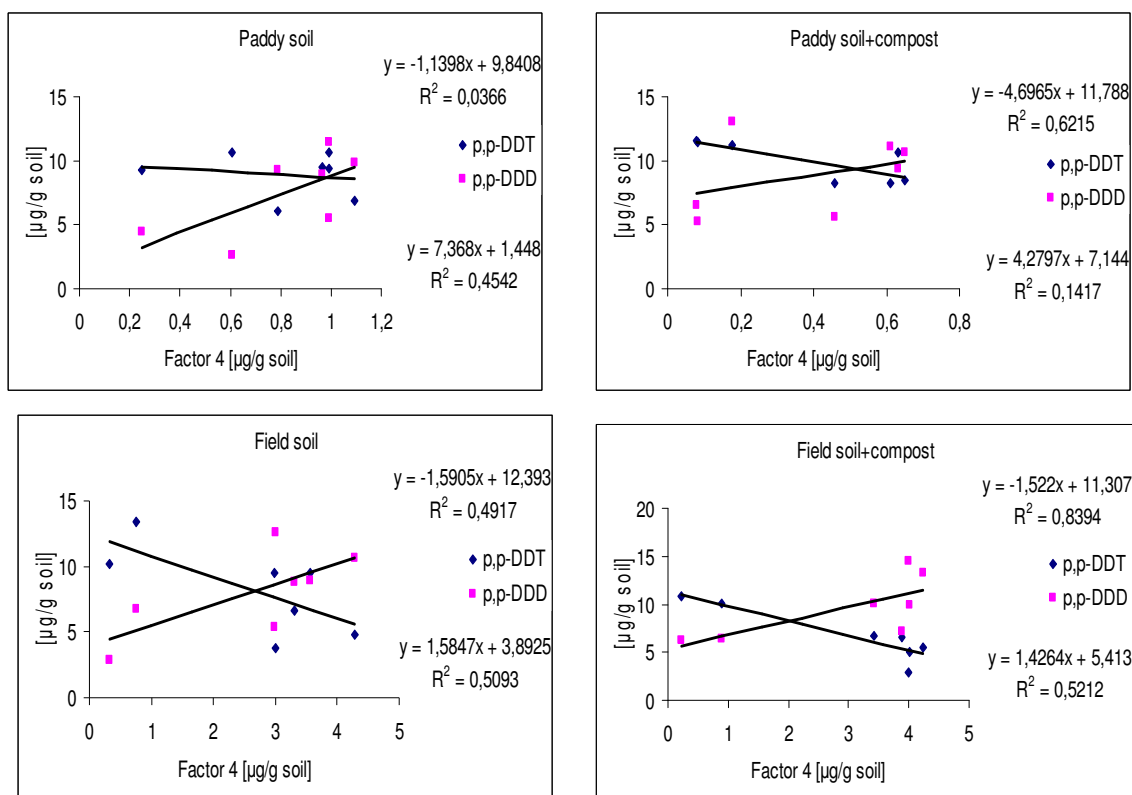 Paddy soil
y = -1,1398x + 9,8408
R² = 0,0366
15
10
5
0
[µg/g soil]
p,p-DDT
p,p-DDD
y = 7,368x + 1,448
R² = 0,4542
0 0,2 0,4 0,6 0,8 1 1,2
Factor 4 [µg/g soil]
Paddy soil+compost
y = -4,6965x + 11,788
R² = 0,6215
15
10
5
0
[µg/g soil]
p,p-DDT
p,p-DDD
y = 4,2797x + 7,144
R² = 0,1417
0 0,2 0,4 0,6 0,8
Factor 4 [µg/g soil]
Field soil
y = -1,5905x + 12,393
R² = 0,4917
15
10
5
0
[µg/g soil]
p,p-DDT
p,p-DDD
y = 1,5847x + 3,8925
R² = 0,5093
0 1 2 3 4 5
Factor 4 [µg/g soil]
Field soil+compost
y = -1,522x + 11,307
R² = 0,8394
20
15
10
5
0
[µg/g soil]
p,p-DDT
p,p-DDD
y = 1,4264x + 5,413
R² = 0,5212
0 1 2 3 4 5
Factor 4 [µg/g soil]